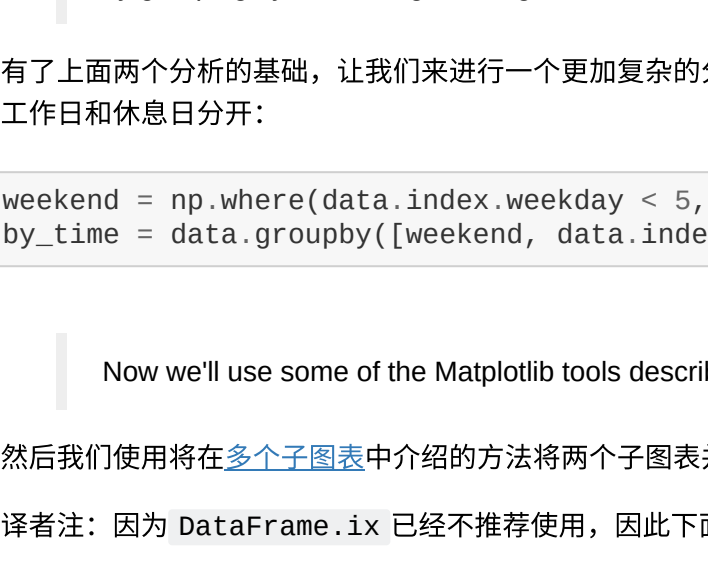 有了上面两个分析的基础，让我们来进行一个更加复杂的
工作日和休息日分开：
weekend = np.where(data.index.weekday < 5,
by_time = data.groupby([weekend, data.inde
Now we'll use some of the Matplotlib tools descri
然后我们使用将在多个子图表中介绍的方法将两个子图表
译者注：因为 DataFrame.ix 已经不推荐使用，因此下